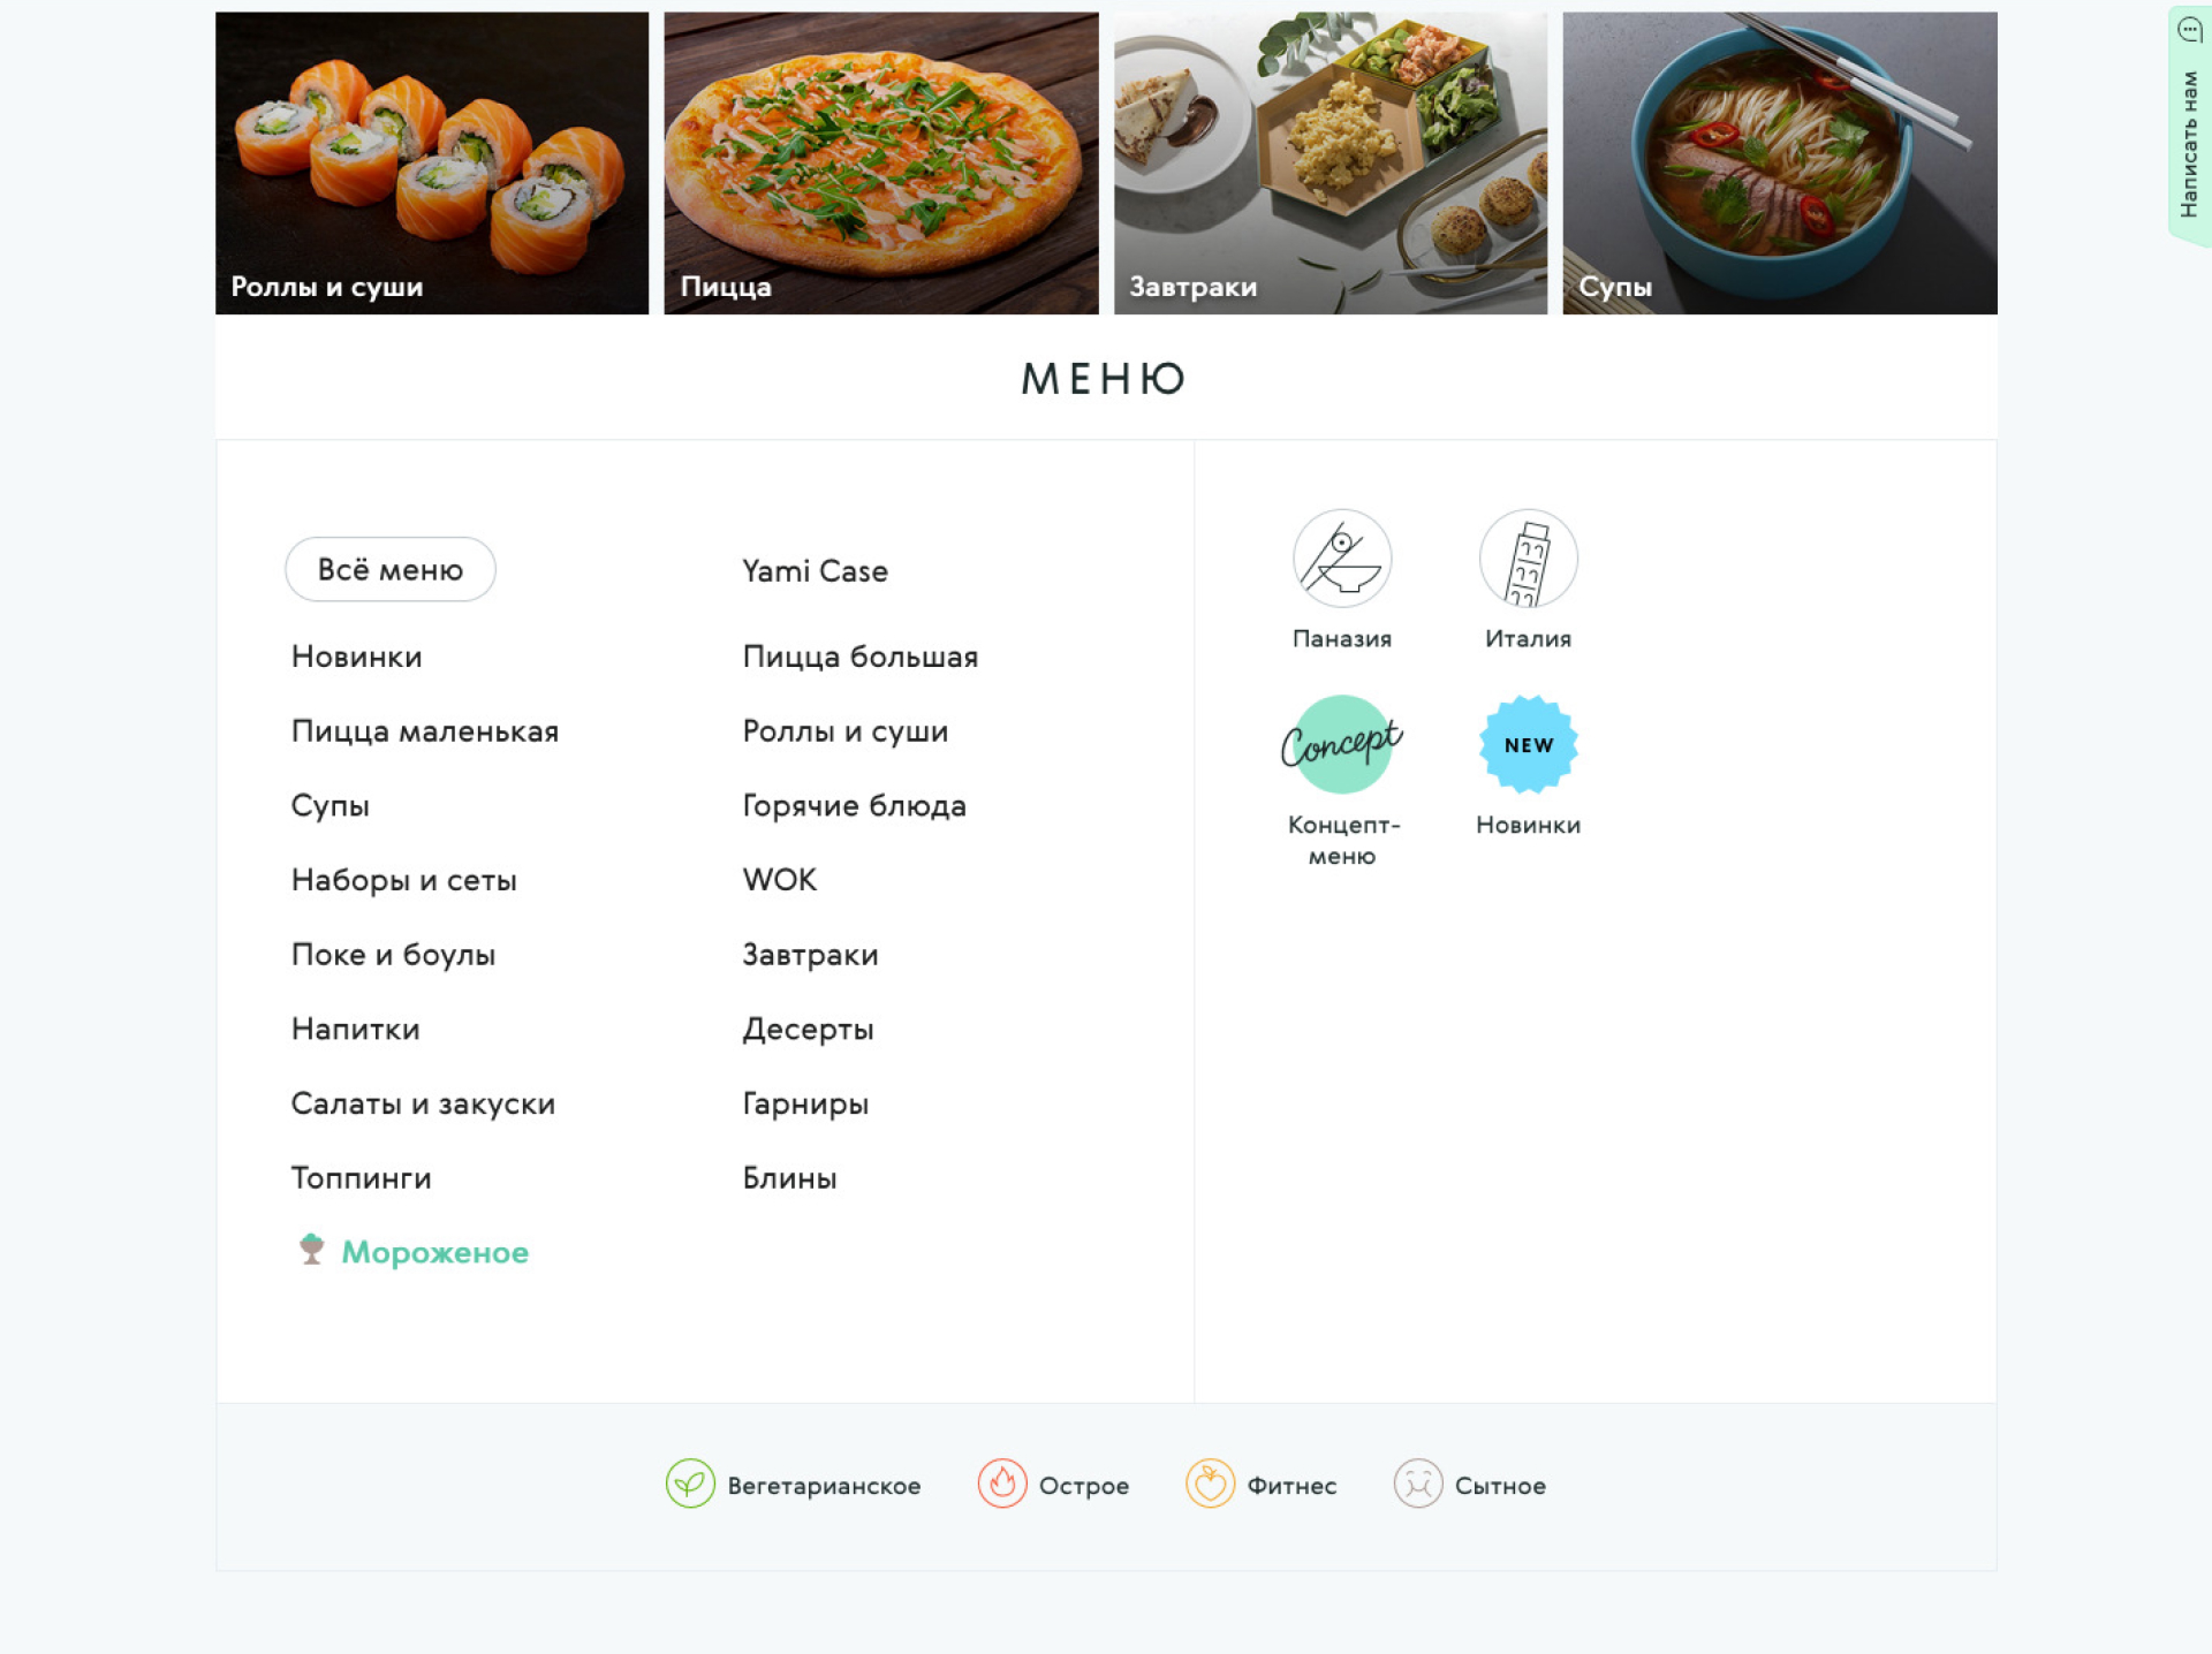 Роллы и суши
Пицца
Завтраки
Супы
Написать нам
МЕНЮ
Всё меню
Yami Case
Новинки
Пицца большая
Пицца маленькая
Роллы и суши
Супы
Горячие блюда
Наборы и сеты
WOK
Поке и боулы
Завтраки
Напитки
Десерты
Салаты и закуски
Гарниры
Топпинги
Блины
Мороженое
Паназия
Италия
Concept
NEW
Концепт-
меню
Новинки
Вегетарианское
Острое
Фитнес
Сытное